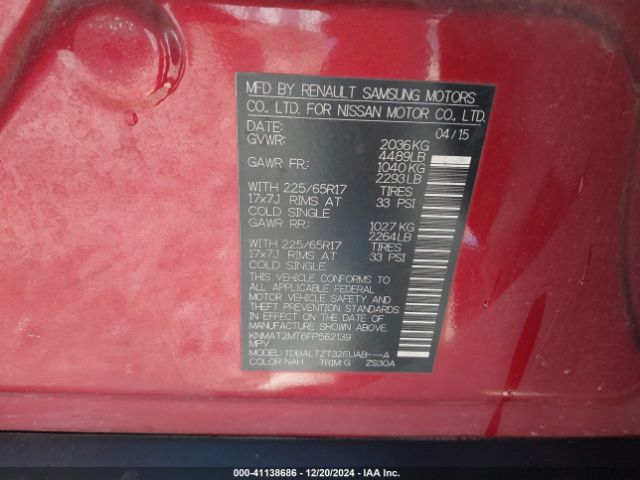 MFD BY RENAULT SAMSUNG MOTORS
CO., LTD. FOR NISSAN MOTOR CO., LTD.
DATE: 04/15
GVWR: 2036KG
4489LB
GAWR FR: 1040 KG
2293LB
WITH 225/65R17 TIRES
17x7J RIMS AT 33 PSI
COLD SINGLE
GAWR RR: 1027 KG
2264LB
WITH 225/65R17 TIRES
17x7J RIMS AT 33 PSI
COLD SINGLE
THIS VEHICLE CONFORMS TO
ALL APPLICABLE FEDERAL
MOTOR VEHICLE SAFETY AND
THEFT PREVENTION STANDARDS
IN EFFECT ON THE DATE OF
MANUFACTURE SHOWN ABOVE.
KNMAT2MT6FP562139
MPV
MODEL: TDBALTZT32EUAB---A
COLOR: NAH TRIM: G ZS30A
000-41138686 - 12/20/2024 - IAA Inc.